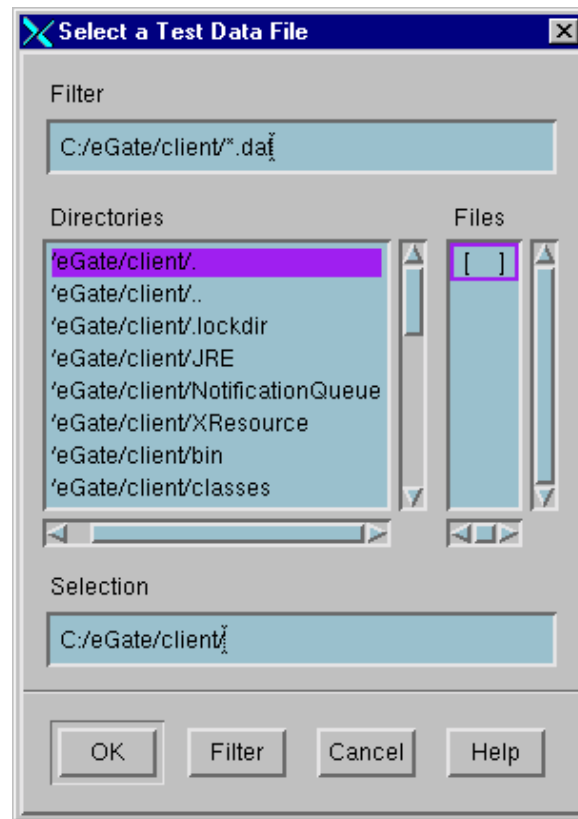 Select a Test Data File
Filter
C:/eGate/client/*.dat
Directories
Files
'eGate/client/.
[ ]
'eGate/client/..
'eGate/client/.lockdir
'eGate/client/JRE
'eGate/client/NotificationQueue
'eGate/client/XResource
'eGate/client/bin
'eGate/client/classes
Selection
C:/eGate/client/
OK Filter Cancel Help